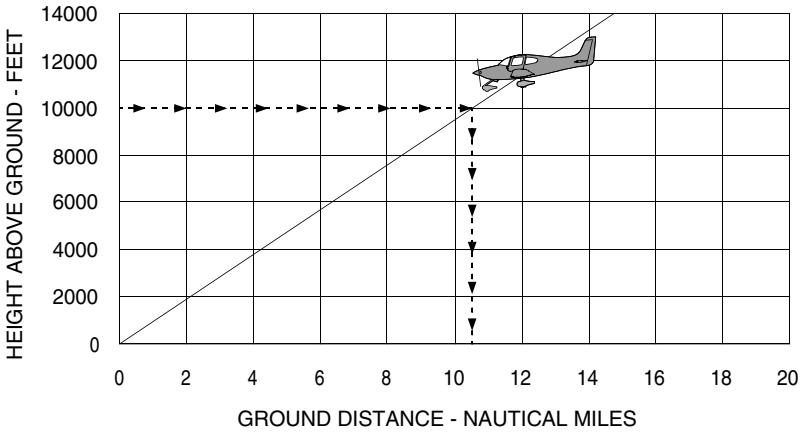 HEIGHT ABOVE GROUND - FEET
14000
12000
10000
8000
6000
4000
2000
0
0 2 4 6 8 10 12 14 16 18 20
GROUND DISTANCE - NAUTICAL MILES